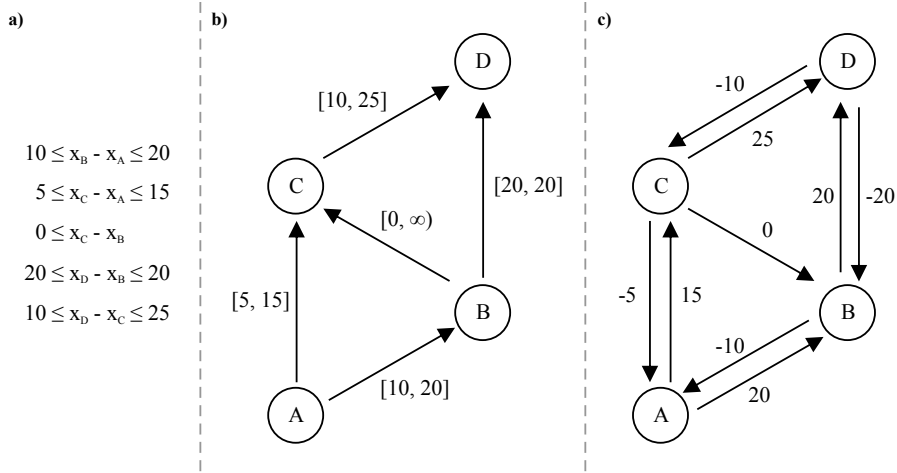 a)
10 ≤ x_B - x_A ≤ 20
5 ≤ x_C - x_A ≤ 15
0 ≤ x_C - x_B
20 ≤ x_D - x_B ≤ 20
10 ≤ x_D - x_C ≤ 25
b)
D
[10, 25]
C
[20, 20]
[0, ∞)
[5, 15]
B
[10, 20]
A
c)
D
-10
25
C
20
-20
0
-5
15
B
-10
20
A